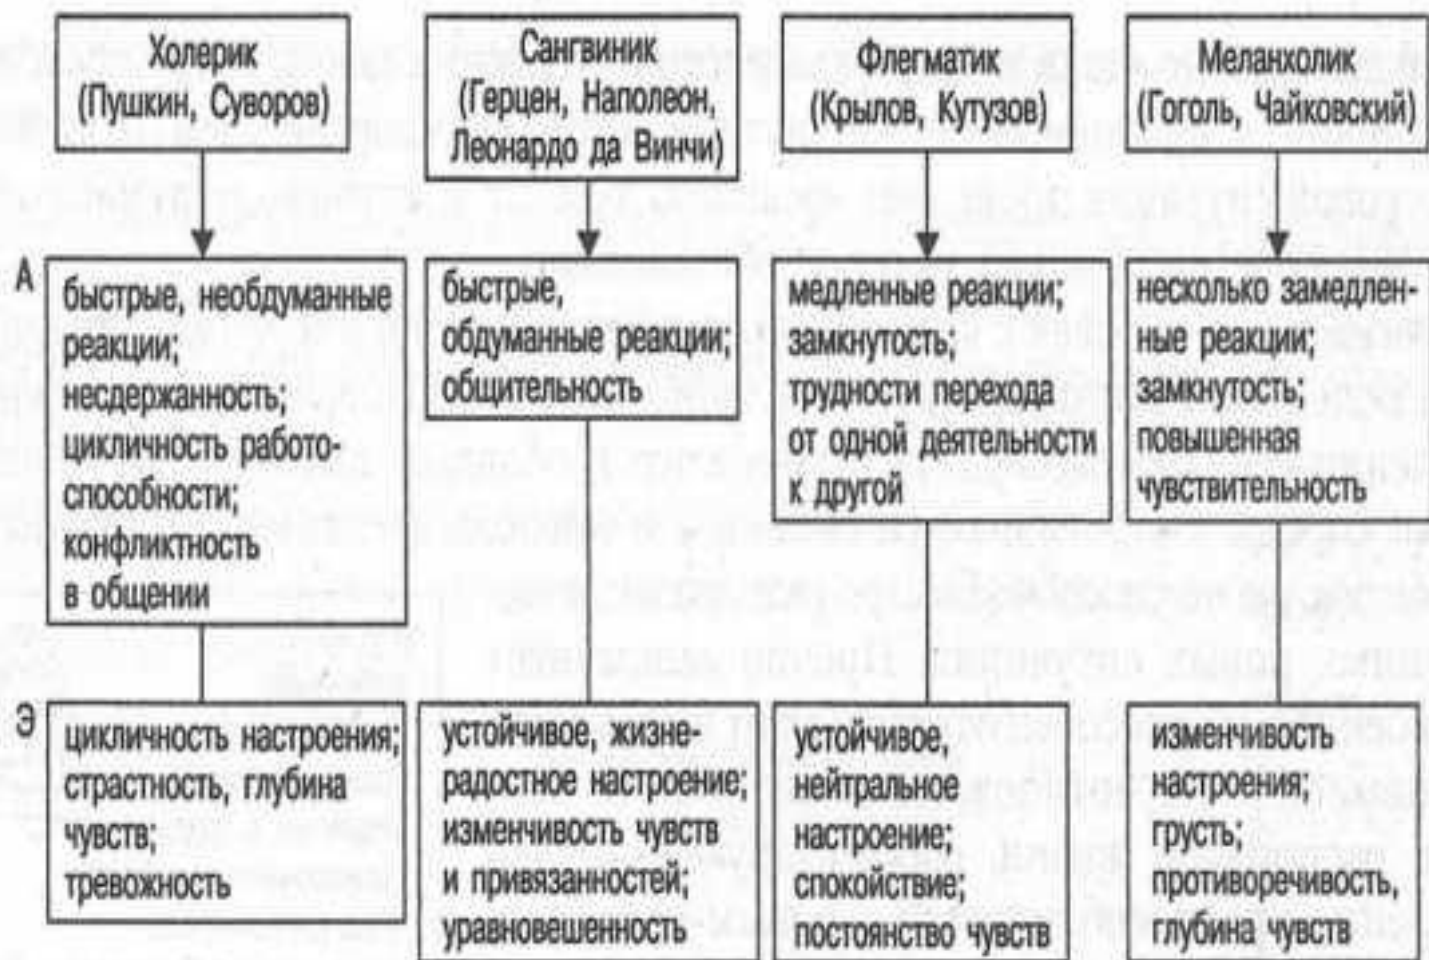 Холерик
(Пушкин, Суворов)
Сангвиник
(Герцен, Наполеон,
Леонардо да Винчи)
Флегматик
(Крылов, Кутузов)
Меланхолик
(Гоголь, Чайковский)
А
быстрые, необдуманные
реакции;
несдержанность;
цикличность работо-
способности;
конфликтность
в общении
быстрые,
обдуманные реакции;
общительность
медленные реакции;
замкнутость;
трудности перехода
от одной деятельности
к другой
несколько замедлен-
ные реакции;
замкнутость;
повышенная
чувствительность
Э
цикличность настроения;
страстность, глубина
чувств;
тревожность
устойчивое, жизне-
радостное настроение;
изменчивость чувств
и привязанностей;
уравновешенность
устойчивое,
нейтральное
настроение;
спокойствие;
постоянство чувств
изменчивость
настроения;
грусть;
противоречивость,
глубина чувств